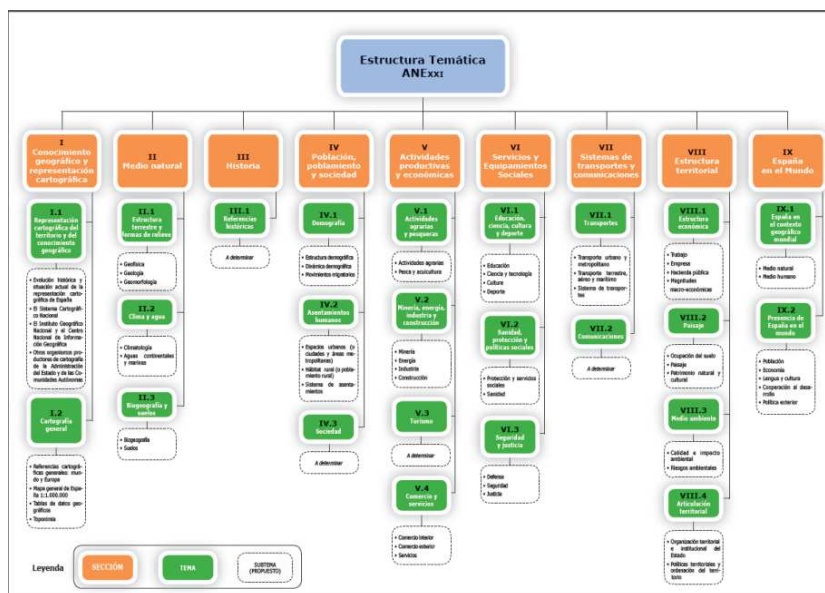 Estructura Temática
ANEXXI
I
Conocimiento
geográfico y
representación
cartográfica
I.1
Representación
cartográfica del
territorio y del
conocimiento
geográfico
• Evolución histórica y
situación actual de la
representación carto-
gráfica de España
• El Sistema Cartográfico
Nacional
• El Instituto Geográfico
Nacional y el Centro
Nacional de Informa-
ción Geográfica
• Otros organismos pro-
ductores de cartografía
de la Administración
del Estado y de las Co-
munidades Autónomas
I.2
Cartografía
general
• Referencias cartográ-
ficas generales: mun-
do y Europa
• Mapa general de Espa-
ña 1:1.000.000
• Tablas de datos geo-
gráficos
• Toponimia
II
Medio natural
II.1
Estructura
terrestre y
formas de relieve
• Geofísica
• Geología
• Geomorfología
II.2
Clima y agua
• Climatología
• Aguas continentales
y marinas
II.3
Biogeografía y
suelos
• Biogeografía
• Suelos
III
Historia
III.1
Referencias
históricas
A determinar
IV
Población,
poblamiento
y sociedad
IV.1
Demografía
• Estructura demográfica
• Dinámica demográfica
• Movimientos migratorios
IV.2
Asentamientos
humanos
• Espacios urbanos (o
ciudades y áreas me-
tropolitanas)
• Hábitat rural (o pobla-
miento rural)
• Sistema de asenta-
mientos
IV.3
Sociedad
A determinar
V
Actividades
productivas
y económicas
V.1
Actividades
agrarias y
pesqueras
• Actividades agrarias
• Pesca y acuicultura
V.2
Minería, energía,
industria y
construcción
• Minería
• Energía
• Industria
• Construcción
V.3
Turismo
A determinar
V.4
Comercio y
servicios
• Comercio interior
• Comercio exterior
• Servicios
VI
Servicios y
Equipamientos
Sociales
VI.1
Educación,
ciencia, cultura
y deporte
• Educación
• Ciencia y tecnología
• Cultura
• Deporte
VI.2
Sanidad,
protección y
políticas sociales
• Protección y servicios
sociales
• Sanidad
VI.3
Seguridad
y justicia
• Defensa
• Seguridad
• Justicia
VII
Sistemas de
transportes y
comunicaciones
VII.1
Transportes
• Transporte urbano y
metropolitano
• Transporte terrestre,
aéreo y marítimo
• Sistema de transpor-
tes
VII.2
Comunicaciones
A determinar
VIII
Estructura
territorial
VIII.1
Estructura
económica
• Trabajo
• Empresa
• Hacienda pública
• Magnitudes
macro-económicas
VIII.2
Paisaje
• Ocupación del suelo
• Paisaje
• Patrimonio natural y
cultural
VIII.3
Medio ambiente
• Calidad e impacto
ambiental
• Riesgos ambientales
VIII.4
Articulación
territorial
• Organización territorial
e institucional del
Estado
• Políticas territoriales y
ordenación del terri-
torio
IX
España
en el Mundo
IX.1
España en el
contexto
geográfico
mundial
• Medio natural
• Medio humano
IX.2
Presencia de
España en el
mundo
• Población
• Economía
• Lengua y cultura
• Cooperación al desa-
rrollo
• Política exterior
Leyenda
SECCIÓN
TEMA
SUBTEMA
(PROPUESTO)